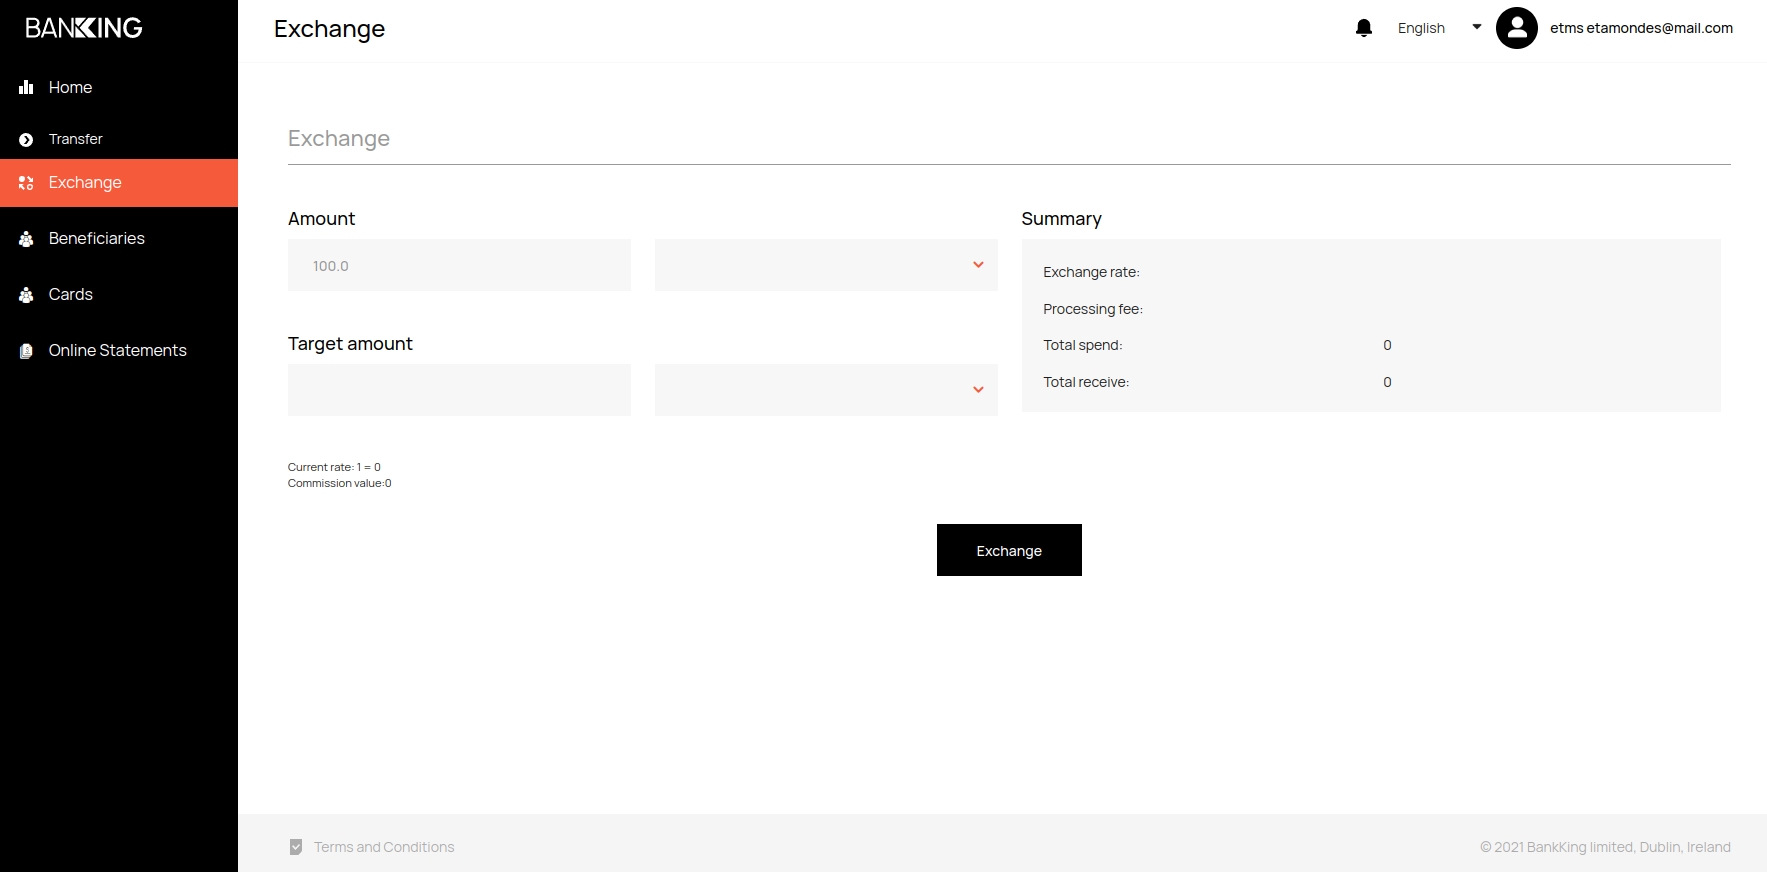 BANKKING
Exchange
English
etms etamondes@mail.com
Home
Transfer
Exchange
Beneficiaries
Cards
Online Statements
Exchange
Amount
100.0
Target amount
Current rate: 1 = 0
Commission value:0
Summary
Exchange rate:
Processing fee:
Total spend: 0
Total receive: 0
Exchange
Terms and Conditions
© 2021 BankKing limited, Dublin, Ireland